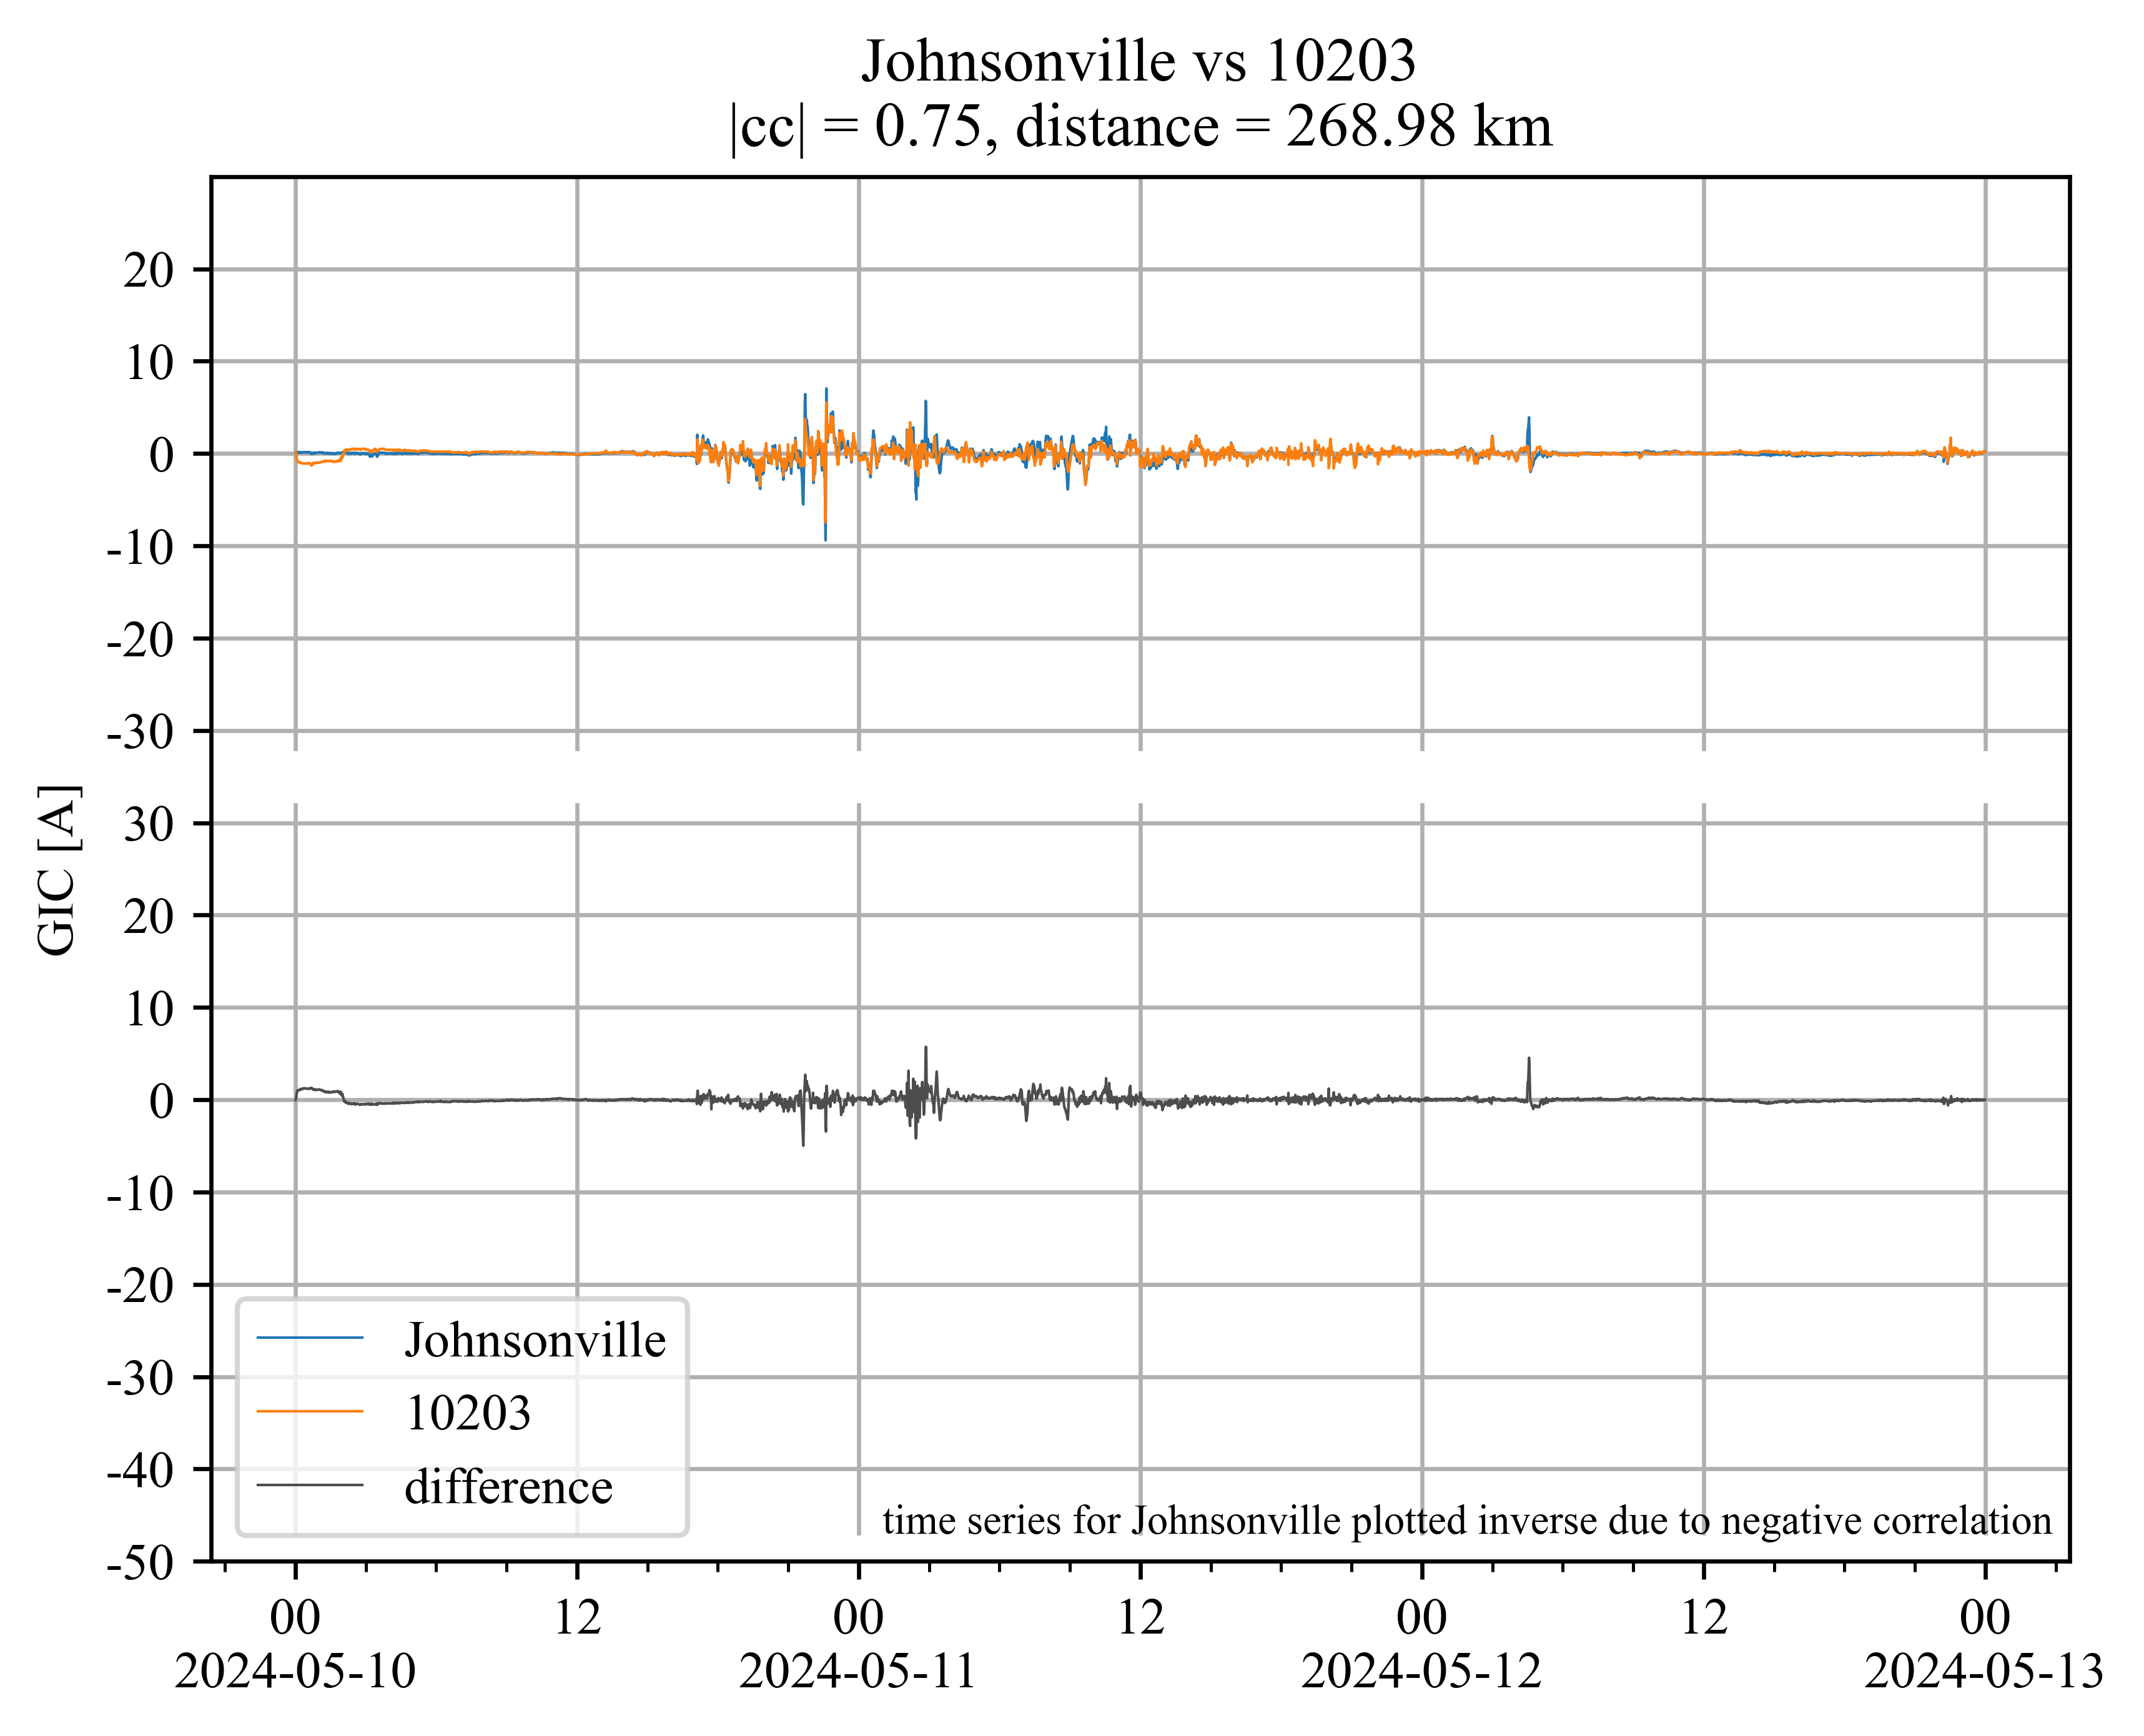 Johnsonville vs 10203
|cc| = 0.75, distance = 268.98 km
20
10
0
-10
-20
-30
30
20
10
0
-10
-20
-30
-40
-50
GIC [A]
Johnsonville
10203
difference
time series for Johnsonville plotted inverse due to negative correlation
00 12 00 12 00 12 00
2024-05-10 2024-05-11 2024-05-12 2024-05-13